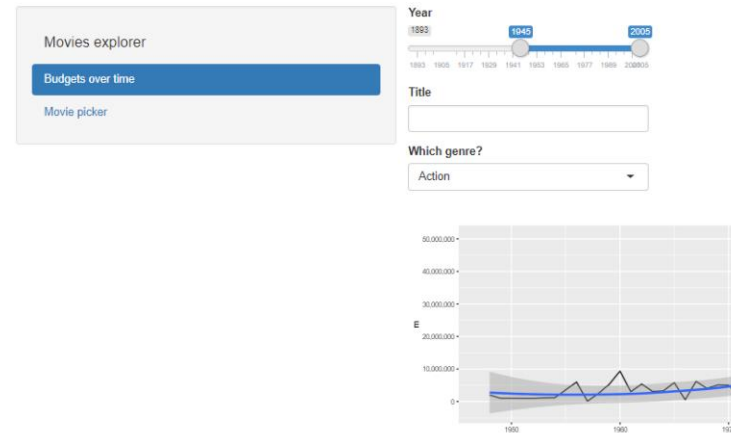 Movies explorer
Budgets over time
Movie picker
Year
1893 1945 2005
1893 1905 1917 1929 1941 1953 1965 1977 1989
Title
Which genre?
Action
50,000,000
40,000,000
30,000,000
20,000,000
10,000,000
0
m
1950 1960